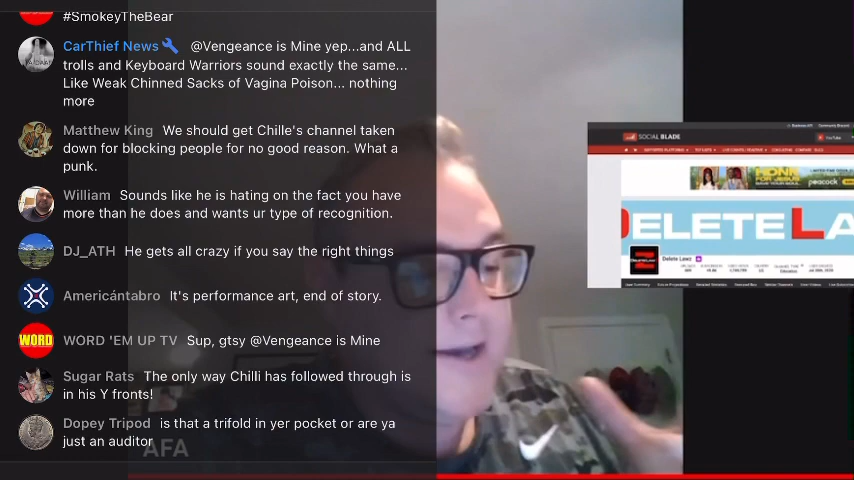 #SmokeyTheBear
CarThief News @Vengeance is Mine yep...and ALL
trolls and Keyboard Warriors sound exactly the same...
Like Weak Chinned Sacks of Vagina Poison... nothing
more
Matthew King We should get Chille's channel taken
down for blocking people for no good reason. What a
punk.
William Sounds like he is hating on the fact you have
more than he does and wants ur type of recognition.
DJ_ATH He gets all crazy if you say the right things
Americántabro It's performance art, end of story.
WORD
WORD 'EM UP TV Sup, gtsy @Vengeance is Mine
Sugar Rats The only way Chilli has followed through is
in his Y fronts!
Dopey Tripod is that a trifold in yer pocket or are ya
just an auditor
AFA
SOCIAL BLADE
YouTube
HONK
FOR JESUS
peacock
DELETE LA
Delete Lawz